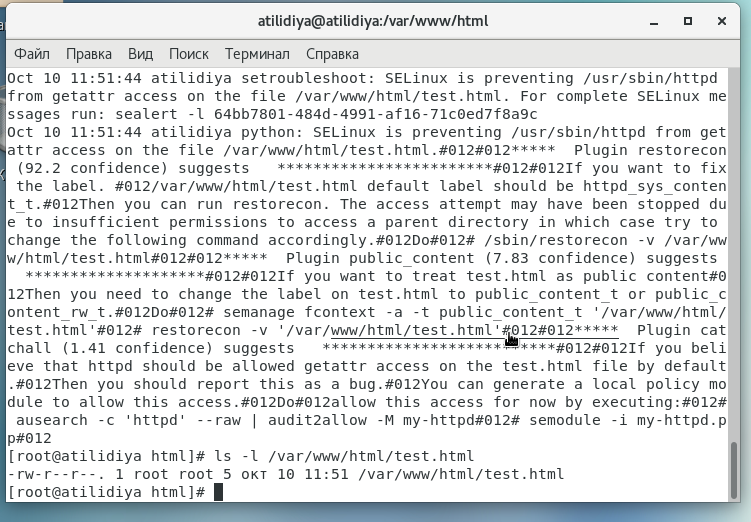 atilidiya@atilidiya:/var/www/html
Файл Правка Вид Поиск Терминал Справка
Oct 10 11:51:44 atilidiya setroubleshoot: SELinux is preventing /usr/sbin/httpd
from getattr access on the file /var/www/html/test.html. For complete SELinux me
ssages run: sealert -l 64bb7801-484d-4991-af16-71c0ed7f8a9c
Oct 10 11:51:44 atilidiya python: SELinux is preventing /usr/sbin/httpd from get
attr access on the file /var/www/html/test.html.#012#012*****  Plugin restorecon
(92.2 confidence) suggests   ************************#012#012If you want to fix
the label. #012/var/www/html/test.html default label should be httpd_sys_conten
t_t.#012Then you can run restorecon. The access attempt may have been stopped du
e to insufficient permissions to access a parent directory in which case try to
change the following command accordingly.#012Do#012# /sbin/restorecon -v /var/ww
w/html/test.html#012#012*****  Plugin public_content (7.83 confidence) suggests
********************#012#012If you want to treat test.html as public content#0
12Then you need to change the label on test.html to public_content_t or public_c
ontent_rw_t.#012Do#012# semanage fcontext -a -t public_content_t '/var/www/html/
test.html'#012# restorecon -v '/var/www/html/test.html'#012#012*****  Plugin cat
chall (1.41 confidence) suggests   **************************#012#012If you beli
eve that httpd should be allowed getattr access on the test.html file by default
.#012Then you should report this as a bug.#012You can generate a local policy mo
dule to allow this access.#012Do#012allow this access for now by executing:#012#
ausearch -c 'httpd' --raw | audit2allow -M my-httpd#012# semodule -i my-httpd.p
p#012
[root@atilidiya html]# ls -l /var/www/html/test.html
-rw-r--r--. 1 root root 5 окт 10 11:51 /var/www/html/test.html
[root@atilidiya html]#